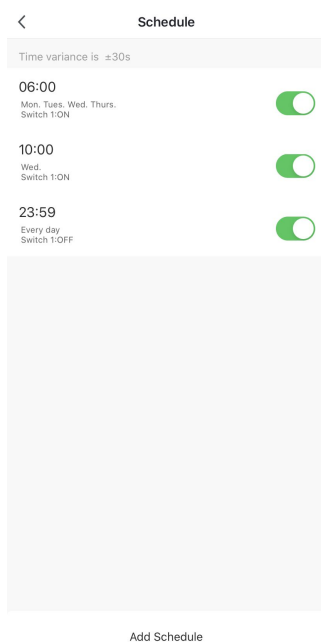 Schedule
Time variance is ±30s
06:00
Mon. Tues. Wed. Thurs.
Switch 1:ON
10:00
Wed.
Switch 1:ON
23:59
Every day
Switch 1:OFF
Add Schedule